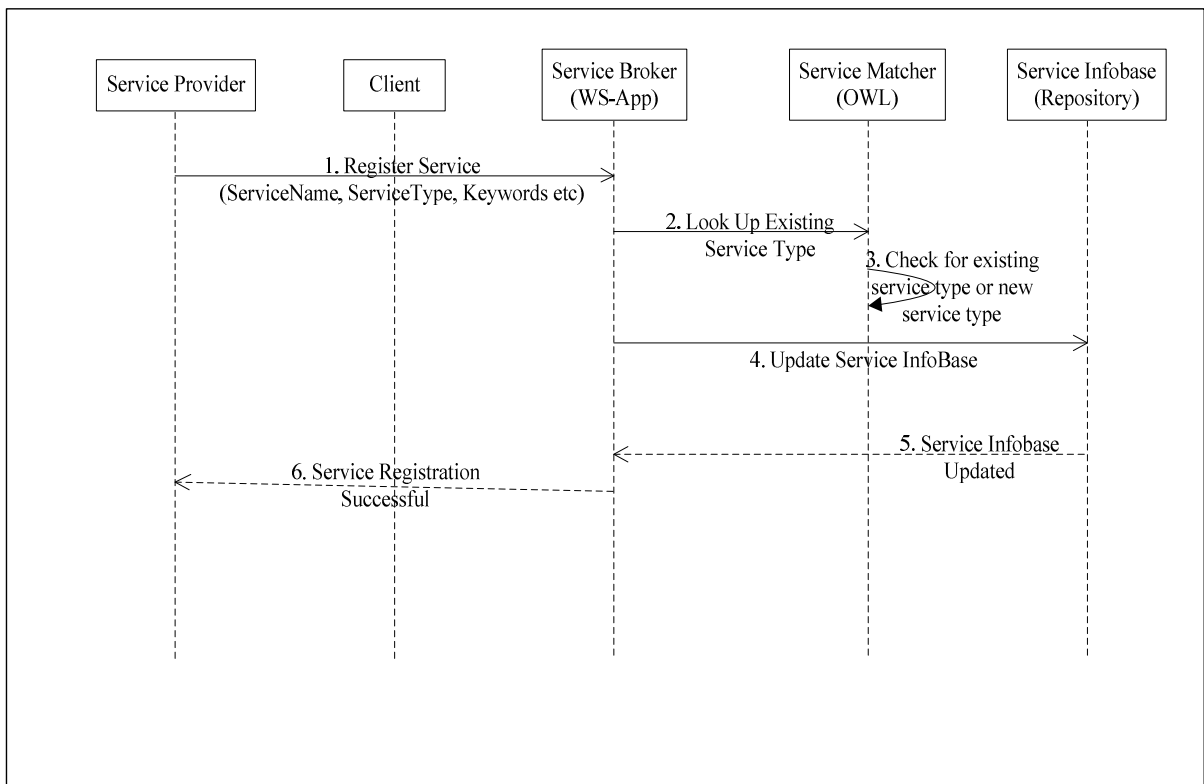 Service Provider
Client
Service Broker
(WS-App)
Service Matcher
(OWL)
Service Infobase
(Repository)
1. Register Service
(ServiceName, ServiceType, Keywords etc)
2. Look Up Existing
Service Type
3. Check for existing
service type or new
service type
4. Update Service InfoBase
5. Service Infobase
Updated
6. Service Registration
Successful